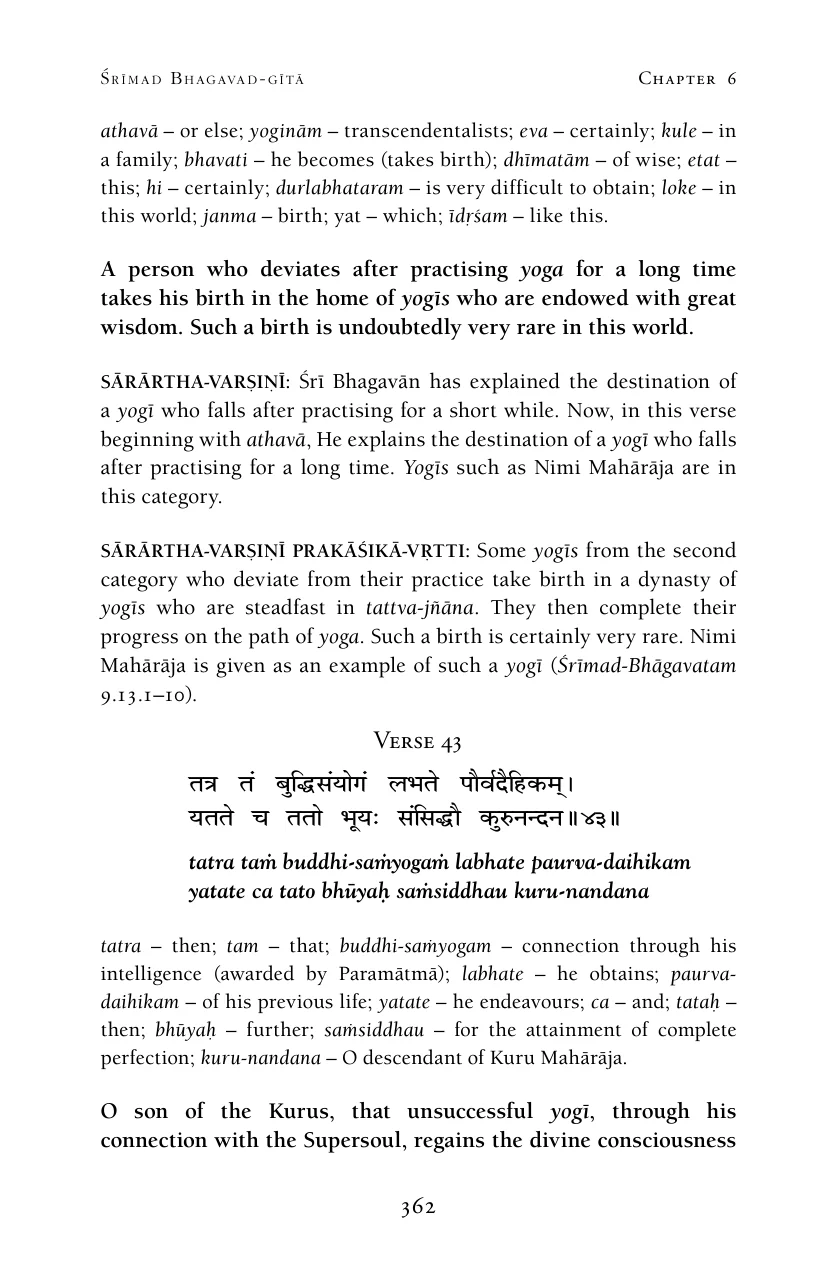 Śrīmad Bhagavad-gītā Chapter 6
athavā – or else; yoginām – transcendentalists; eva – certainly; kule – in
a family; bhavati – he becomes (takes birth); dhīmatām – of wise; etat –
this; hi – certainly; durlabhataram – is very difficult to obtain; loke – in
this world; janma – birth; yat – which; īdṛśam – like this.
A person who deviates after practising yoga for a long time
takes his birth in the home of yogīs who are endowed with great
wisdom. Such a birth is undoubtedly very rare in this world.
SĀRĀRTHA-VARṢIṆĪ: Śrī Bhagavān has explained the destination of
a yogī who falls after practising for a short while. Now, in this verse
beginning with athavā, He explains the destination of a yogī who falls
after practising for a long time. Yogīs such as Nimi Mahārāja are in
this category.
SĀRĀRTHA-VARṢIṆĪ PRAKĀŚIKĀ-VṚTTI: Some yogīs from the second
category who deviate from their practice take birth in a dynasty of
yogīs who are steadfast in tattva-jñāna. They then complete their
progress on the path of yoga. Such a birth is certainly very rare. Nimi
Mahārāja is given as an example of such a yogī (Śrīmad-Bhāgavatam
9.13.1–10).
Verse 43
तत्र तं बुद्धिसंयोगं लभते पौर्वदैहिकम्।
यतते च ततो भूयः संसिद्धौ कुरुनन्दन॥४३॥
tatra taṁ buddhi-saṁyogaṁ labhate paurva-daihikam
yatate ca tato bhūyaḥ saṁsiddhau kuru-nandana
tatra – then; tam – that; buddhi-saṁyogam – connection through his
intelligence (awarded by Paramātmā); labhate – he obtains; paurva-
daihikam – of his previous life; yatate – he endeavours; ca – and; tataḥ –
then; bhūyaḥ – further; saṁsiddhau – for the attainment of complete
perfection; kuru-nandana – O descendant of Kuru Mahārāja.
O son of the Kurus, that unsuccessful yogī, through his
connection with the Supersoul, regains the divine consciousness
362